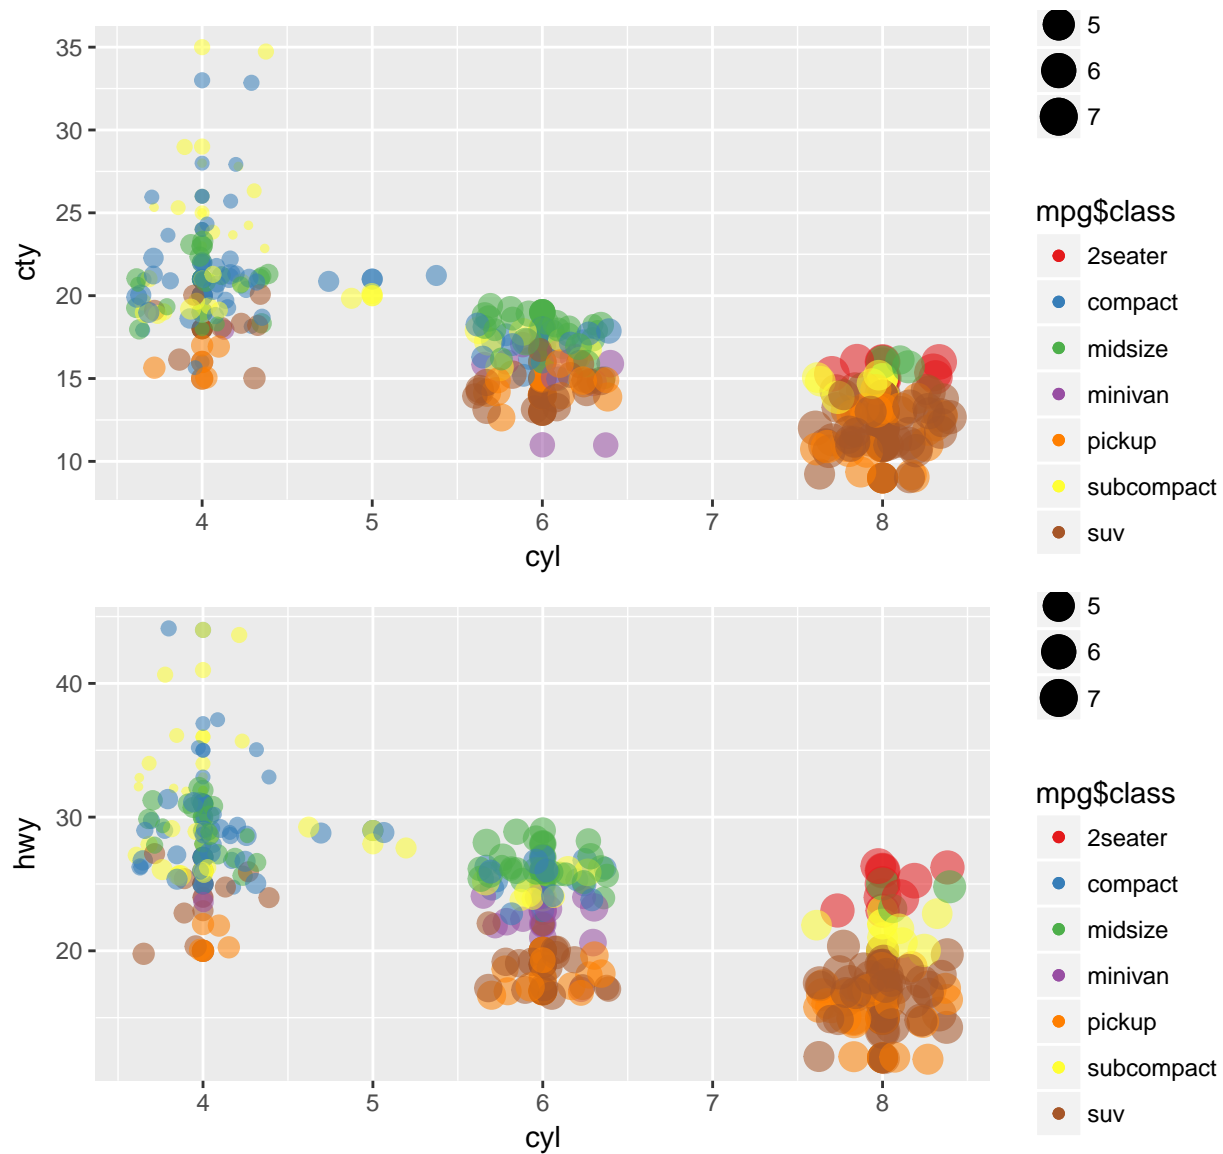 35
30
25
20
15
10
cty
4 5 6 7 8
cyl
5
6
7
mpg$class
2seater
compact
midsize
minivan
pickup
subcompact
suv
40
30
20
hwy
4 5 6 7 8
cyl
5
6
7
mpg$class
2seater
compact
midsize
minivan
pickup
subcompact
suv